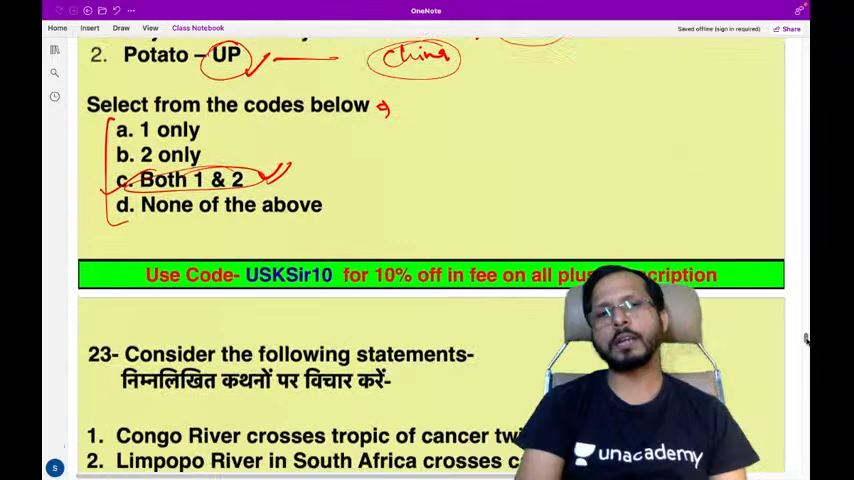 OneNote
Home Insert Draw View Class Notebook
Saved offline (sign in required) Share
2. Potato – UP China
Select from the codes below
a. 1 only
b. 2 only
c. Both 1 & 2
d. None of the above
Use Code- USKSir10 for 10% off in fee on all plus
23- Consider the following statements-
निम्नलिखित कथनों पर विचार करें-
1. Congo River crosses tropic of cancer
2. Limpopo River in South Africa crosses
unacademy
S